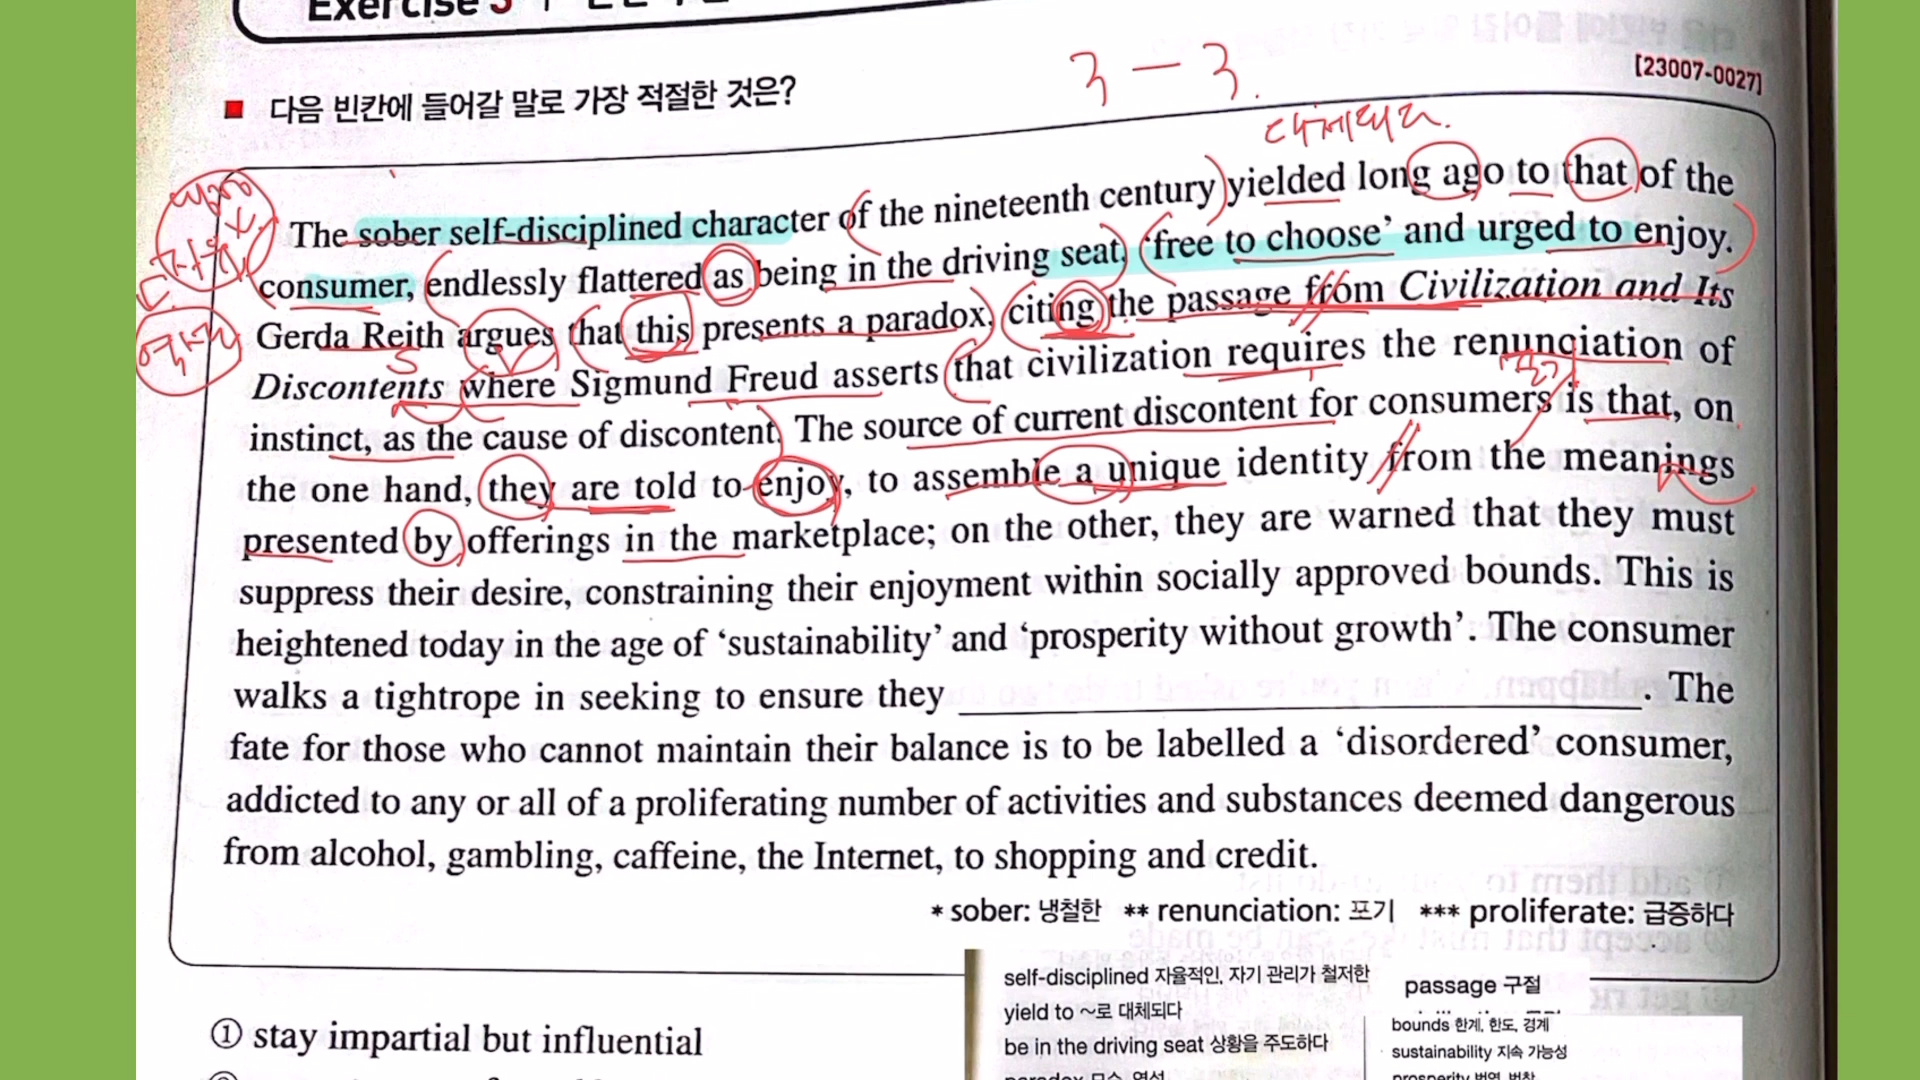 Exercise 3
다음 빈칸에 들어갈 말로 가장 적절한 것은?
3 - 3.
[23007-0027]
대체되다.
The sober self-disciplined character of the nineteenth century yielded long ago to that of the
consumer, endlessly flattered as being in the driving seat, ‘free to choose’ and urged to enjoy.
Gerda Reith argues that this presents a paradox, citing the passage from Civilization and Its
Discontents where Sigmund Freud asserts that civilization requires the renunciation of
instinct, as the cause of discontent. The source of current discontent for consumers is that, on
the one hand, they are told to enjoy, to assemble a unique identity from the meanings
presented by offerings in the marketplace; on the other, they are warned that they must
suppress their desire, constraining their enjoyment within socially approved bounds. This is
heightened today in the age of ‘sustainability’ and ‘prosperity without growth’. The consumer
walks a tightrope in seeking to ensure they ______. The
fate for those who cannot maintain their balance is to be labelled a ‘disordered’ consumer,
addicted to any or all of a proliferating number of activities and substances deemed dangerous
from alcohol, gambling, caffeine, the Internet, to shopping and credit.
* sober: 냉철한 ** renunciation: 포기 *** proliferate: 급증하다
self-disciplined 자율적인, 자기 관리가 철저한
yield to ~로 대체되다
be in the driving seat 상황을 주도하다
paradox 모순, 역설
passage 구절
bounds 한계, 한도, 경계
sustainability 지속 가능성
prosperity 번영, 번창
① stay impartial but influential